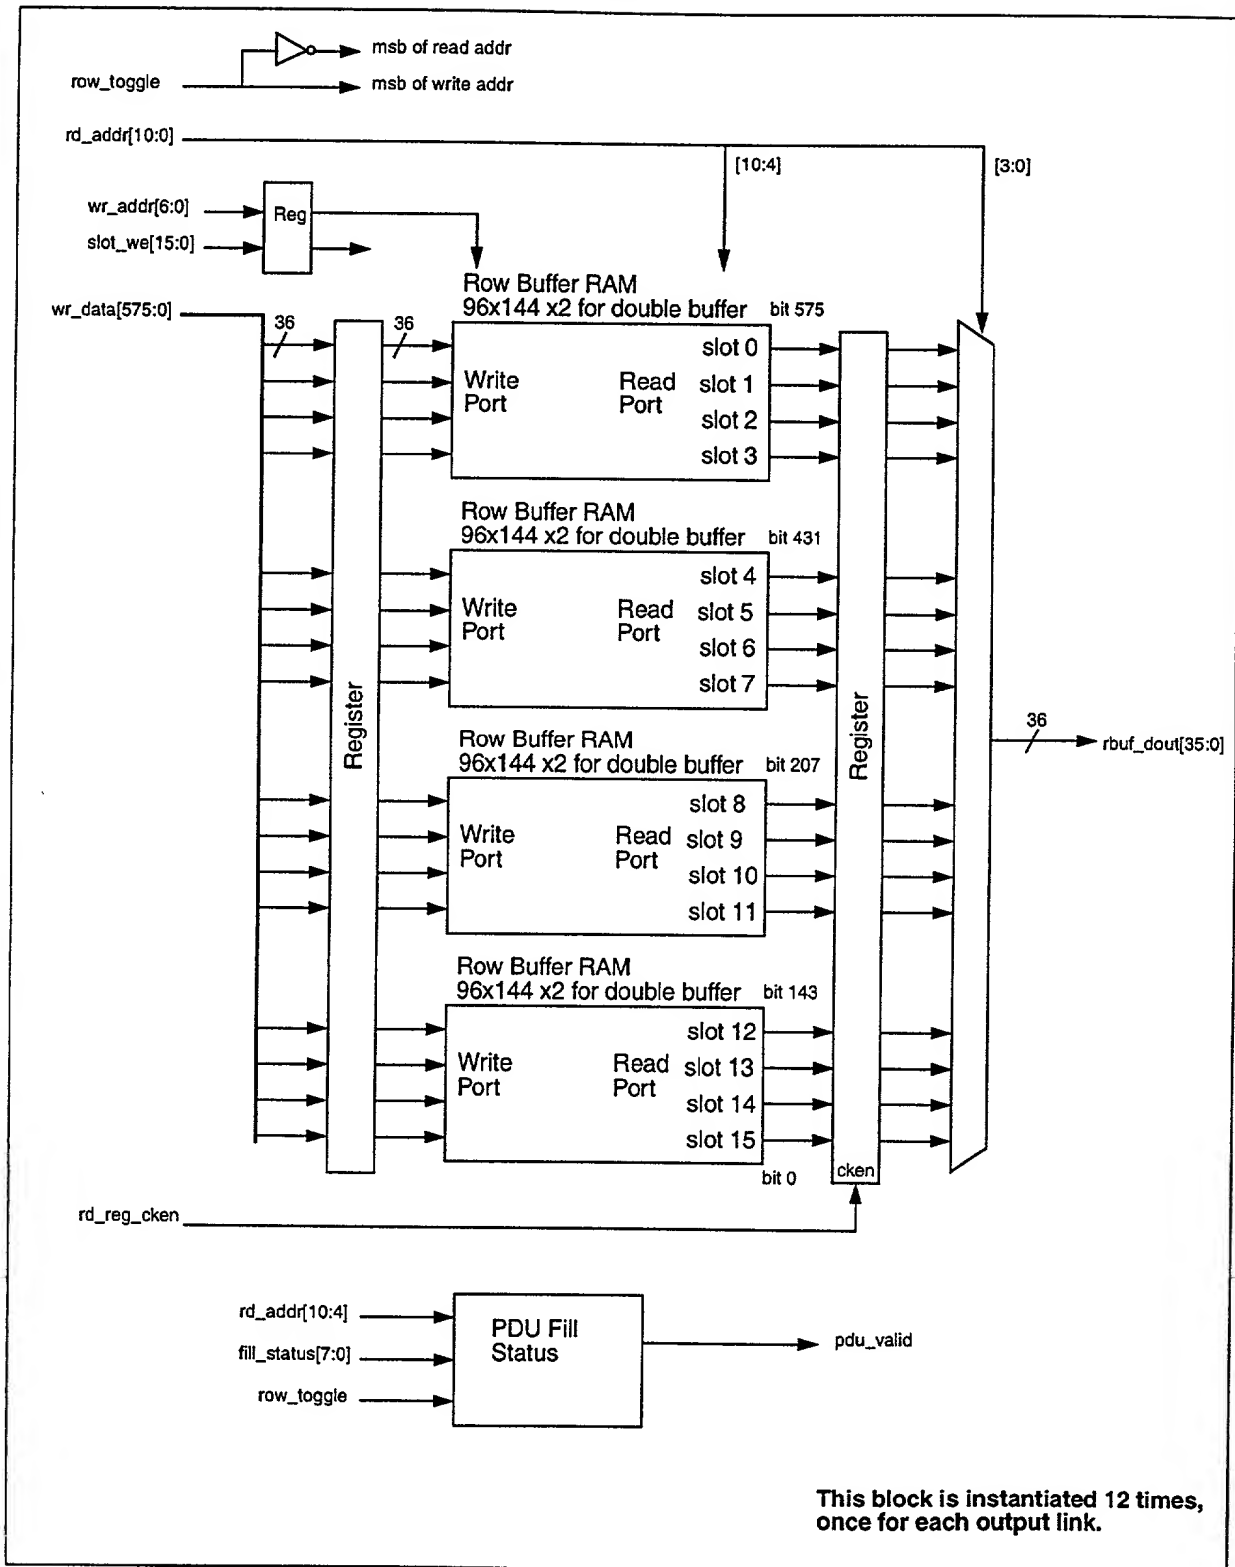 msb of read addr
row_toggle
msb of write addr
rd_addr[10:0]
[10:4]
[3:0]
wr_addr[6:0]
Reg
slot_we[15:0]
Row Buffer RAM
96x144 x2 for double buffer
bit 575
wr_data[575:0]
36
36
slot 0
Write
Port
Read
Port
slot 1
slot 2
slot 3
Row Buffer RAM
96x144 x2 for double buffer
bit 431
slot 4
Write
Port
Read
Port
slot 5
slot 6
slot 7
Register
Register
36
rbuf_dout[35:0]
Row Buffer RAM
96x144 x2 for double buffer
bit 207
slot 8
Write
Port
Read
Port
slot 9
slot 10
slot 11
Row Buffer RAM
96x144 x2 for double buffer
bit 143
slot 12
Write
Port
Read
Port
slot 13
slot 14
slot 15
bit 0
cken
rd_reg_cken
rd_addr[10:4]
PDU Fill
Status
fill_status[7:0]
row_toggle
pdu_valid
This block is instantiated 12 times,
once for each output link.